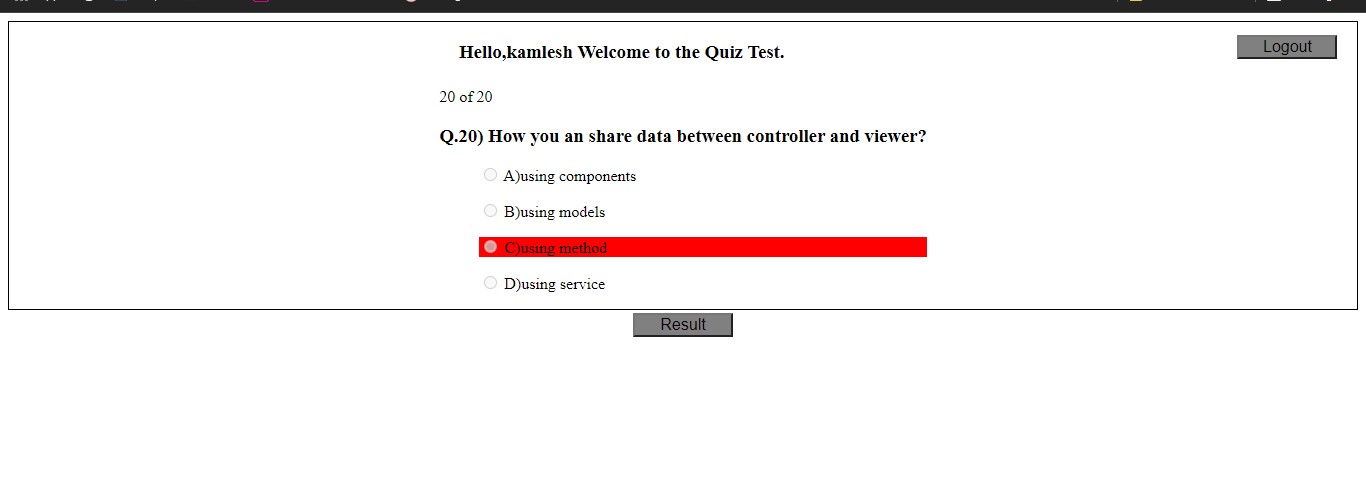 Hello,kamlesh Welcome to the Quiz Test.
Logout
20 of 20
Q.20) How you an share data between controller and viewer?
A)using components
B)using models
C)using method
D)using service
Result